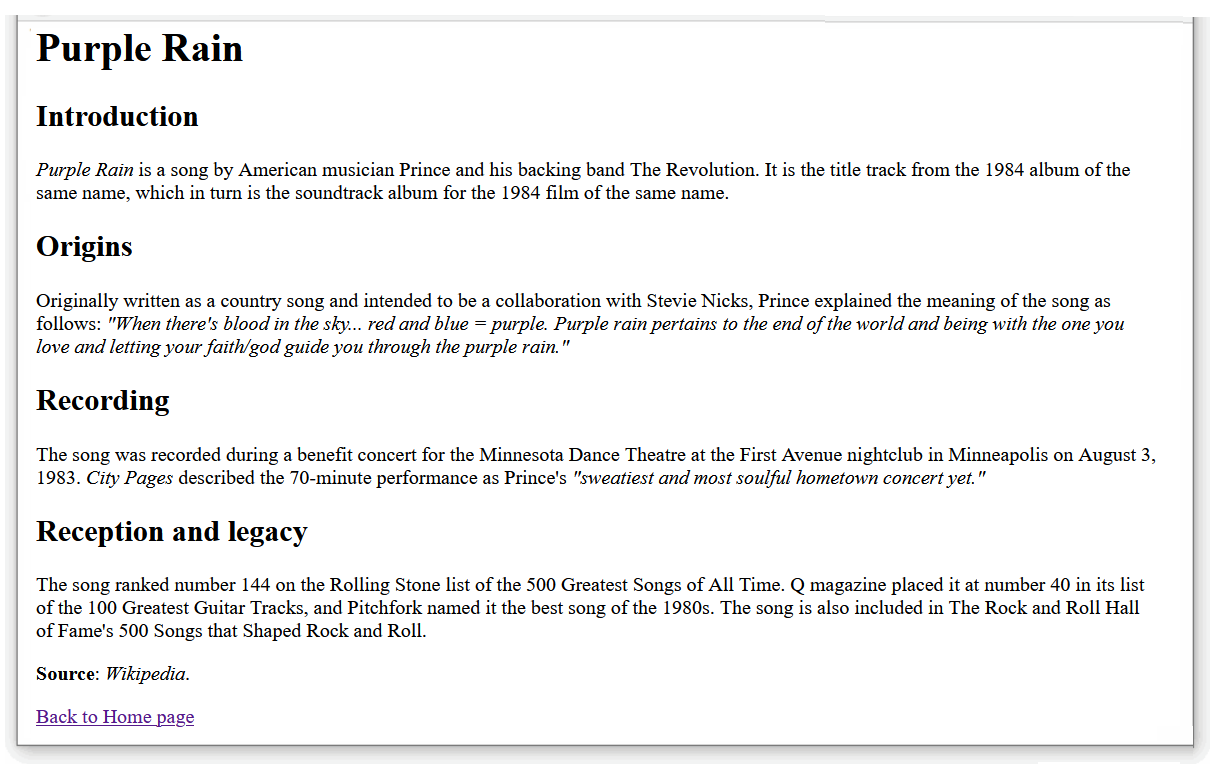 Purple Rain
Introduction
Purple Rain is a song by American musician Prince and his backing band The Revolution. It is the title track from the 1984 album of the
same name, which in turn is the soundtrack album for the 1984 film of the same name.
Origins
Originally written as a country song and intended to be a collaboration with Stevie Nicks, Prince explained the meaning of the song as
follows: "When there's blood in the sky... red and blue = purple. Purple rain pertains to the end of the world and being with the one you
love and letting your faith/god guide you through the purple rain."
Recording
The song was recorded during a benefit concert for the Minnesota Dance Theatre at the First Avenue nightclub in Minneapolis on August 3,
1983. City Pages described the 70-minute performance as Prince's "sweatiest and most soulful hometown concert yet."
Reception and legacy
The song ranked number 144 on the Rolling Stone list of the 500 Greatest Songs of All Time. Q magazine placed it at number 40 in its list
of the 100 Greatest Guitar Tracks, and Pitchfork named it the best song of the 1980s. The song is also included in The Rock and Roll Hall
of Fame's 500 Songs that Shaped Rock and Roll.
Source: Wikipedia.
Back to Home page